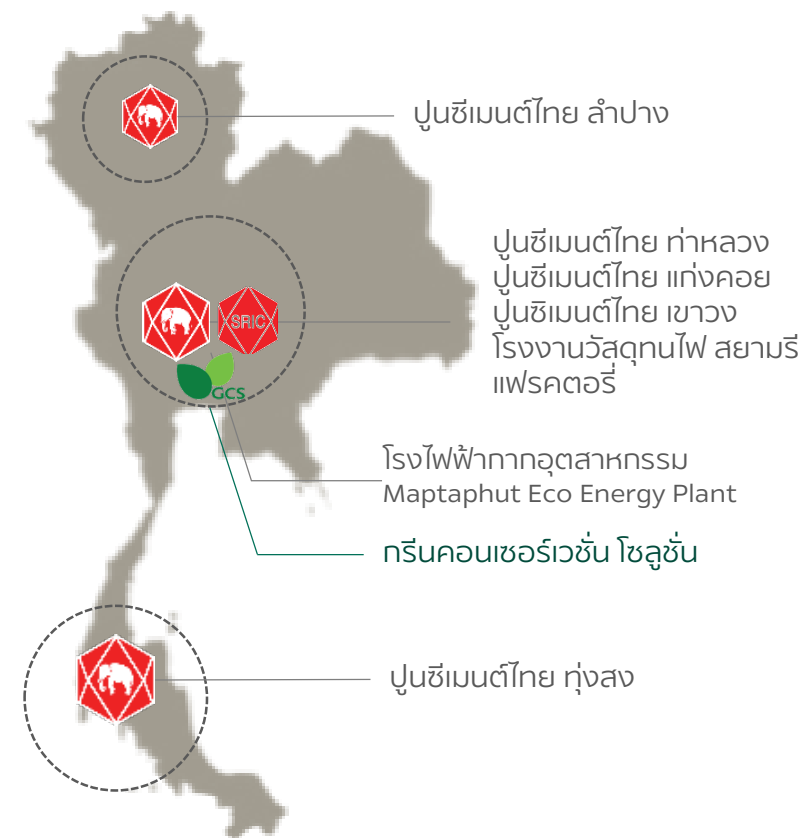 ปูนซีเมนต์ไทย ลำปาง
ปูนซีเมนต์ไทย ท่าหลวง
ปูนซีเมนต์ไทย แก่งคอย
ปูนซิเมนต์ไทย เขาวง
โรงงานวัสดุทนไฟ สยามรี
แฟรคตอรี่
SRIC
GCS
โรงไฟฟ้ากากอุตสาหกรรม
Maptaphut Eco Energy Plant
กรีนคอนเซอร์เวชั่น โซลูชั่น
ปูนซีเมนต์ไทย ทุ่งสง